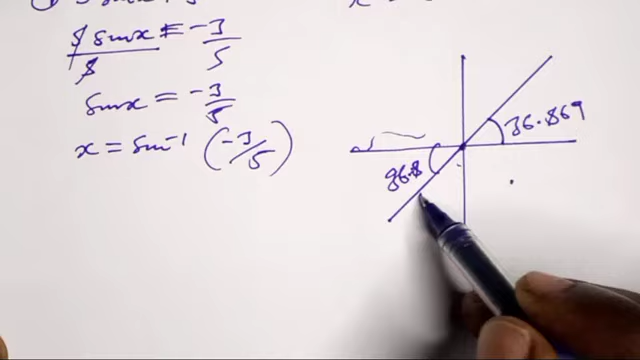 5 sinx = -3/5
5
sinx = -3/5
x = sin⁻¹ (-3/5)
36.869
36.8